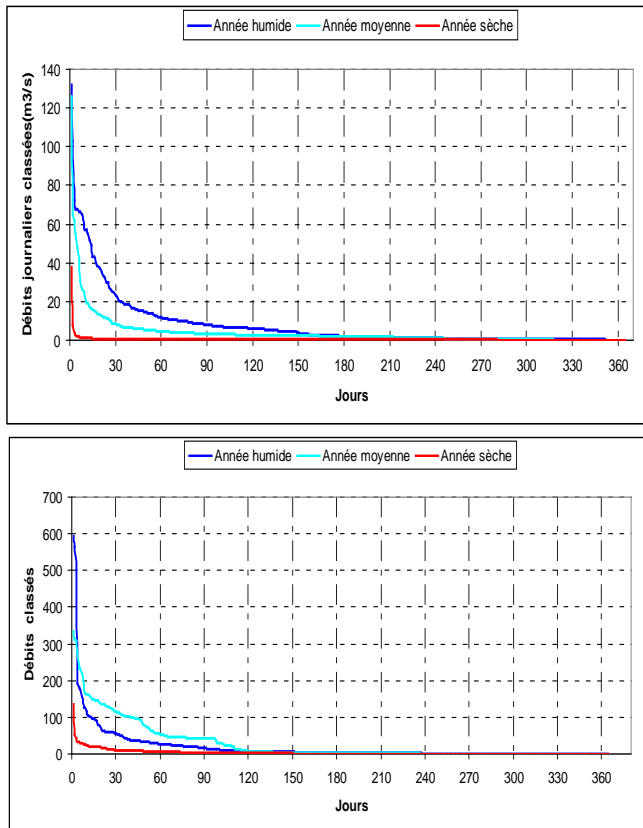 Année humide Année moyenne Année sèche
Débits journaliers classées(m3/s)
140
120
100
80
60
40
20
0
0 30 60 90 120 150 180 210 240 270 300 330 360
Jours
Année humide Année moyenne Année sèche
Débits classés
700
600
500
400
300
200
100
0
0 30 60 90 120 150 180 210 240 270 300 330 360
Jours